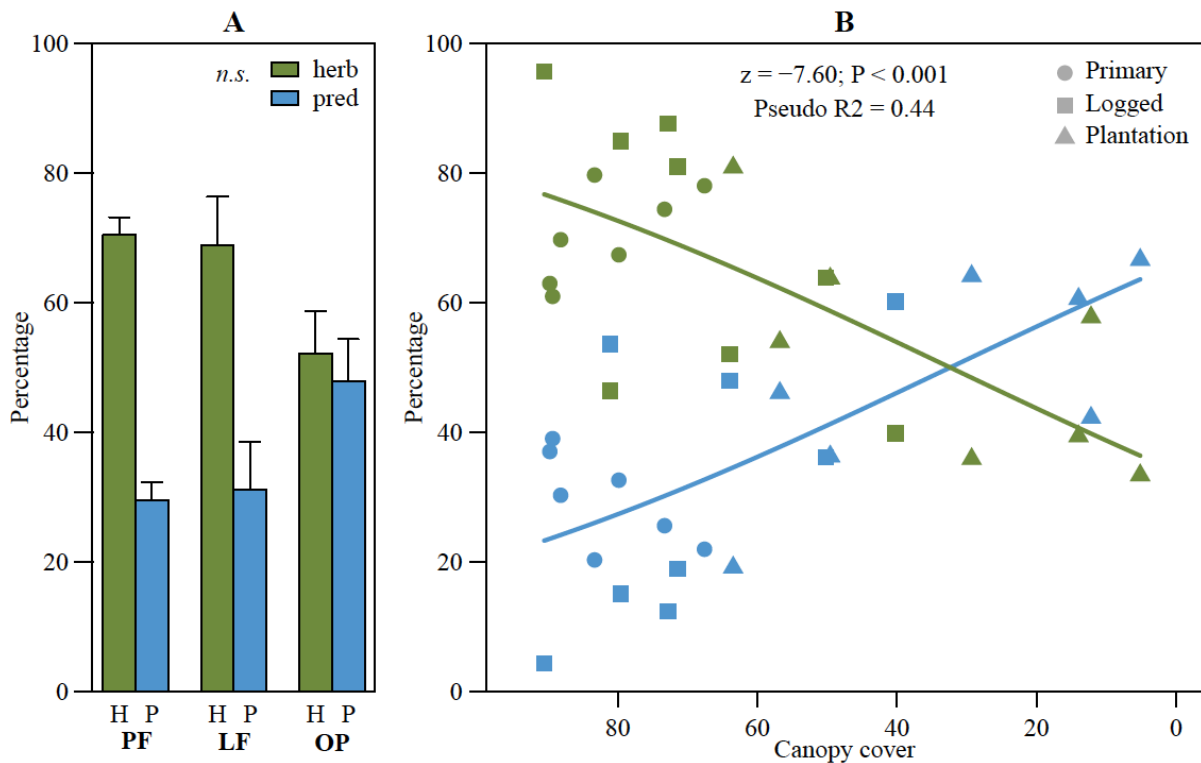 A
B
100
80
60
40
20
0
Percentage
n.s.
herb
pred
H P H P H P
PF LF OP
100
80
60
40
20
0
Percentage
z = −7.60; P < 0.001
Pseudo R2 = 0.44
Primary
Logged
Plantation
80 60 40 20 0
Canopy cover